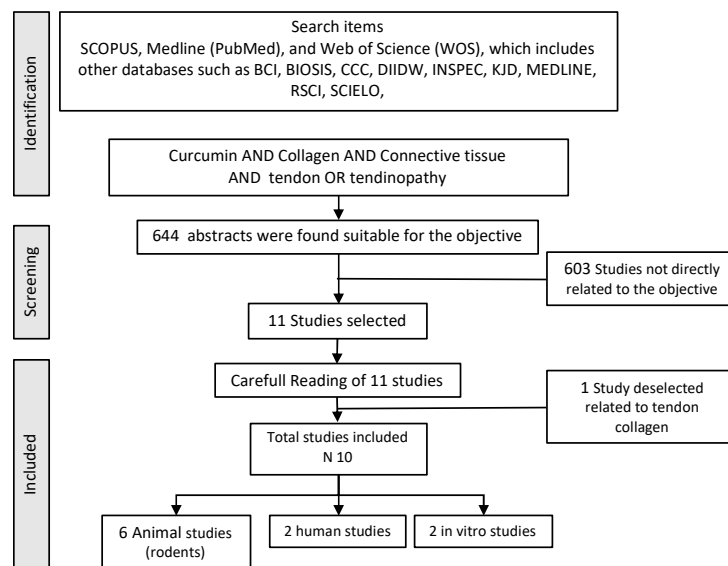 Identification
Search items
SCOPUS, Medline (PubMed), and Web of Science (WOS), which includes
other databases such as BCI, BIOSIS, CCC, DIIDW, INSPEC, KJD, MEDLINE,
RSCI, SCIELO,
Curcumin AND Collagen AND Connective tissue
AND tendon OR tendinopathy
Screening
644 abstracts were found suitable for the objective
603 Studies not directly
related to the objective
11 Studies selected
Included
Carefull Reading of 11 studies
1 Study deselected
related to tendon
collagen
Total studies included
N 10
6 Animal studies
(rodents)
2 human studies
2 in vitro studies